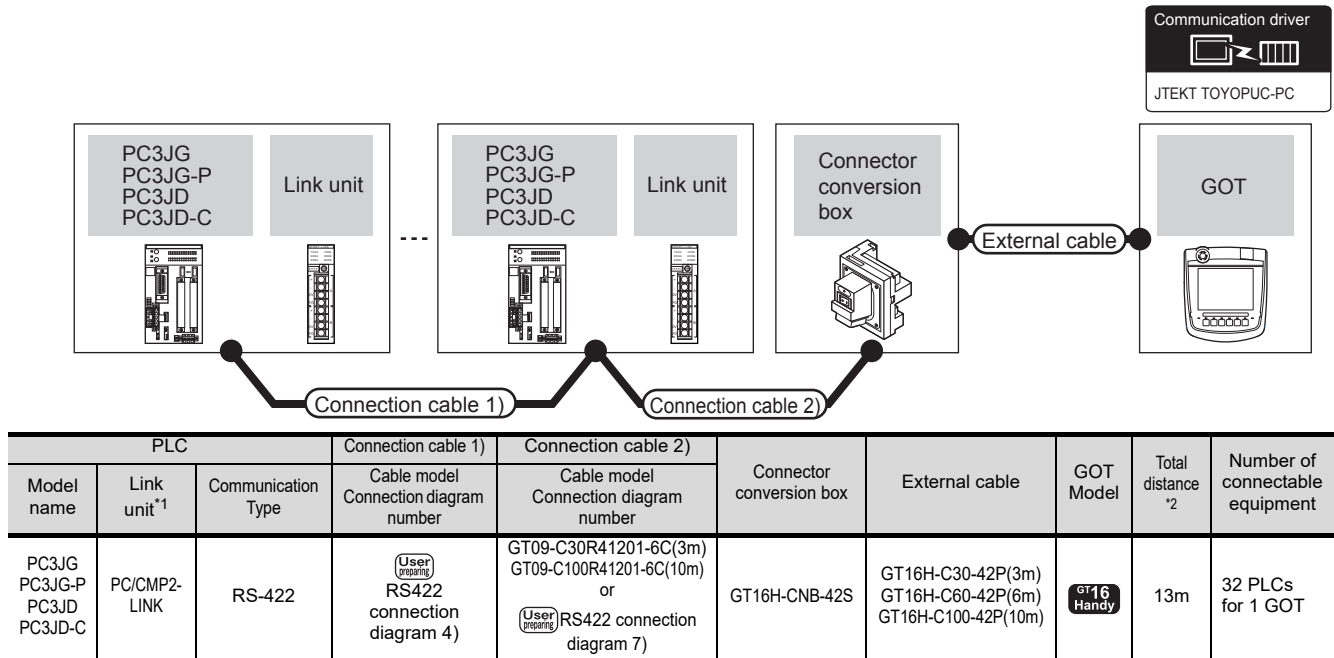 Communication driver
JTEKT TOYOPUC-PC
PC3JG
PC3JG-P
PC3JD
PC3JD-C
Link unit
PC3JG
PC3JG-P
PC3JD
PC3JD-C
Link unit
Connector
conversion
box
External cable
GOT
Connection cable 1)
Connection cable 2)
PLC
Connection cable 1)
Connection cable 2)
Connector
conversion box
External cable
GOT
Model
Total
distance
*2
Number of
connectable
equipment
Model
name
Link
unit*1
Communication
Type
Cable model
Connection diagram
number
Cable model
Connection diagram
number
PC3JG
PC3JG-P
PC3JD
PC3JD-C
PC/CMP2-
LINK
RS-422
User
preparing
RS422
connection
diagram 4)
GT09-C30R41201-6C(3m)
GT09-C100R41201-6C(10m)
or
User
preparing
RS422 connection
diagram 7)
GT16H-CNB-42S
GT16H-C30-42P(3m)
GT16H-C60-42P(6m)
GT16H-C100-42P(10m)
GT16
Handy
13m
32 PLCs
for 1 GOT